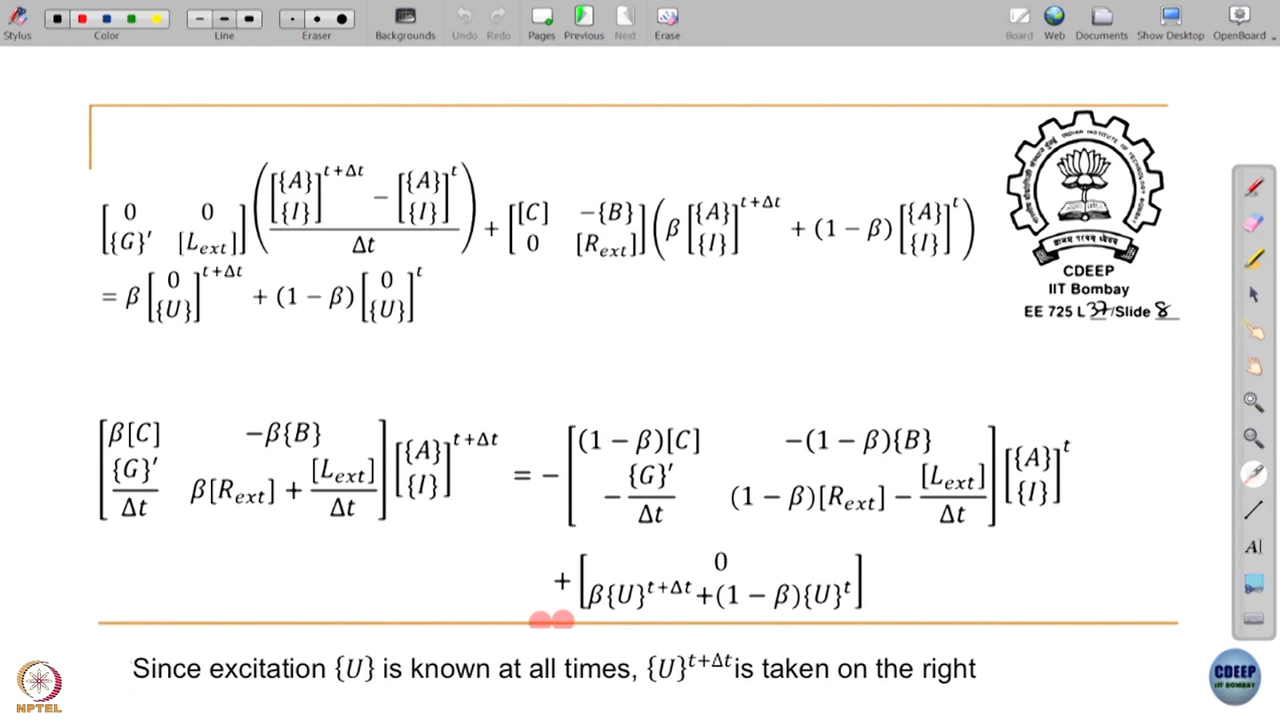 Stylus
Color
Line
Eraser
Backgrounds
Undo
Redo
Pages
Previous
Next
Erase
Board
Web
Documents
Show Desktop
OpenBoard
[0 0; {G}′ [L_ext]] (([{A}; {I}]^{t+Δt} − [{A}; {I}]^t) / Δt) + [[C] −{B}; 0 [R_ext]] (β[{A}; {I}]^{t+Δt} + (1 − β)[{A}; {I}]^t)
= β[0; {U}]^{t+Δt} + (1 − β)[0; {U}]^t
CDEEP
IIT Bombay
EE 725 L 37/Slide 8
[β[C] −β{B}; {G}′/Δt β[R_ext] + [L_ext]/Δt] [{A}; {I}]^{t+Δt} = −[(1 − β)[C] −(1 − β){B}; −{G}′/Δt (1 − β)[R_ext] − [L_ext]/Δt] [{A}; {I}]^t
+ [0; β{U}^{t+Δt} +(1 − β){U}^t]
Since excitation {U} is known at all times, {U}^{t+Δt} is taken on the right
NPTEL
CDEEP
IIT BOMBAY